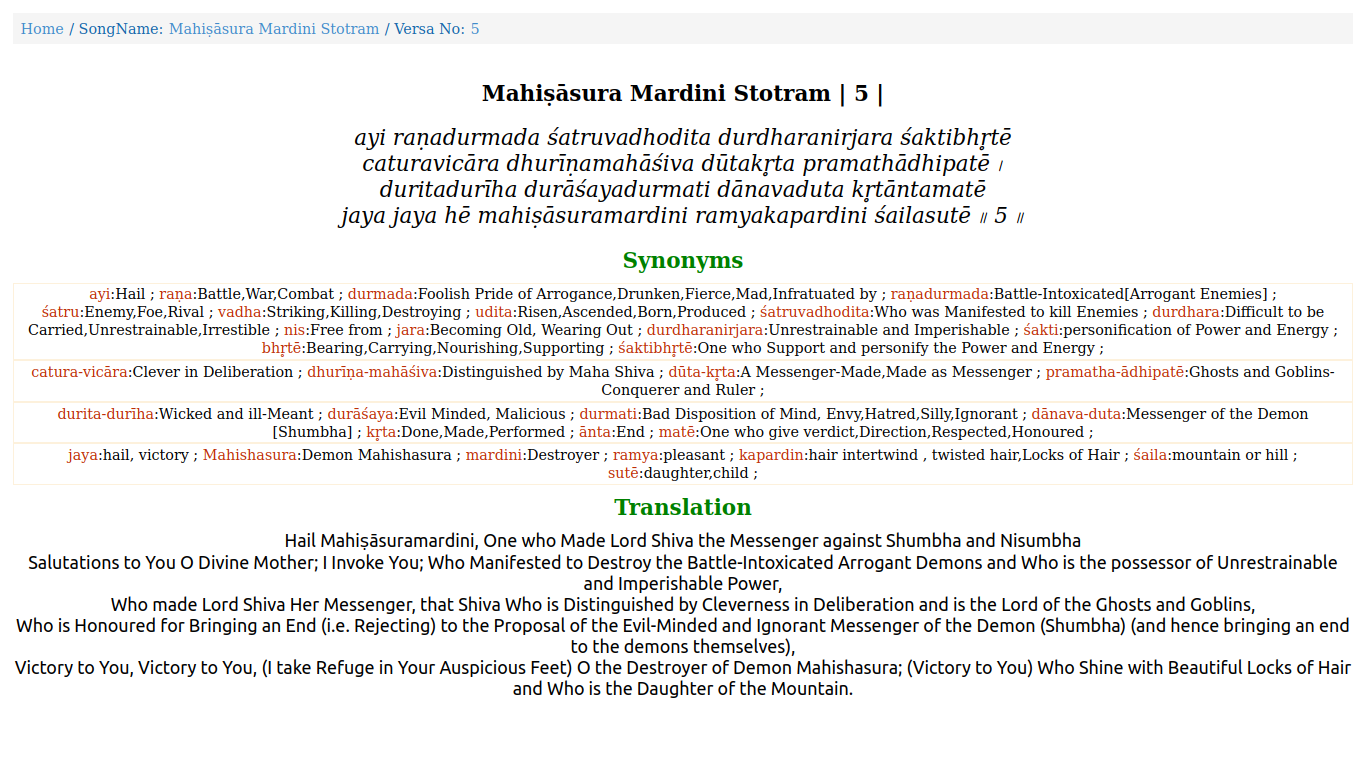 Home / SongName: Mahiṣāsura Mardini Stotram / Versa No: 5
Mahiṣāsura Mardini Stotram | 5 |
ayi raṇadurmada śatruvadhodita durdharanirjara śaktibhr̥tē
caturavicāra dhurīṇamahāśiva dūtakr̥ta pramathādhipatē ।
duritadurīha durāśayadurmati dānavaduta kr̥tāntamatē
jaya jaya hē mahiṣāsuramardini ramyakapardini śailasutē ॥ 5 ॥
Synonyms
ayi:Hail ; raṇa:Battle,War,Combat ; durmada:Foolish Pride of Arrogance,Drunken,Fierce,Mad,Infratuated by ; raṇadurmada:Battle-Intoxicated[Arrogant Enemies] ;
śatru:Enemy,Foe,Rival ; vadha:Striking,Killing,Destroying ; udita:Risen,Ascended,Born,Produced ; śatruvadhodita:Who was Manifested to kill Enemies ; durdhara:Difficult to be
Carried,Unrestrainable,Irrestible ; nis:Free from ; jara:Becoming Old, Wearing Out ; durdharanirjara:Unrestrainable and Imperishable ; śakti:personification of Power and Energy ;
bhr̥tē:Bearing,Carrying,Nourishing,Supporting ; śaktibhr̥tē:One who Support and personify the Power and Energy ;
catura-vicāra:Clever in Deliberation ; dhurīṇa-mahāśiva:Distinguished by Maha Shiva ; dūta-kr̥ta:A Messenger-Made,Made as Messenger ; pramatha-ādhipatē:Ghosts and Goblins-
Conquerer and Ruler ;
durita-durīha:Wicked and ill-Meant ; durāśaya:Evil Minded, Malicious ; durmati:Bad Disposition of Mind, Envy,Hatred,Silly,Ignorant ; dānava-duta:Messenger of the Demon
[Shumbha] ; kr̥ta:Done,Made,Performed ; ānta:End ; matē:One who give verdict,Direction,Respected,Honoured ;
jaya:hail, victory ; Mahishasura:Demon Mahishasura ; mardini:Destroyer ; ramya:pleasant ; kapardin:hair intertwind , twisted hair,Locks of Hair ; śaila:mountain or hill ;
sutē:daughter,child ;
Translation
Hail Mahiṣāsuramardini, One who Made Lord Shiva the Messenger against Shumbha and Nisumbha
Salutations to You O Divine Mother; I Invoke You; Who Manifested to Destroy the Battle-Intoxicated Arrogant Demons and Who is the possessor of Unrestrainable
and Imperishable Power,
Who made Lord Shiva Her Messenger, that Shiva Who is Distinguished by Cleverness in Deliberation and is the Lord of the Ghosts and Goblins,
Who is Honoured for Bringing an End (i.e. Rejecting) to the Proposal of the Evil-Minded and Ignorant Messenger of the Demon (Shumbha) (and hence bringing an end
to the demons themselves),
Victory to You, Victory to You, (I take Refuge in Your Auspicious Feet) O the Destroyer of Demon Mahishasura; (Victory to You) Who Shine with Beautiful Locks of Hair
and Who is the Daughter of the Mountain.